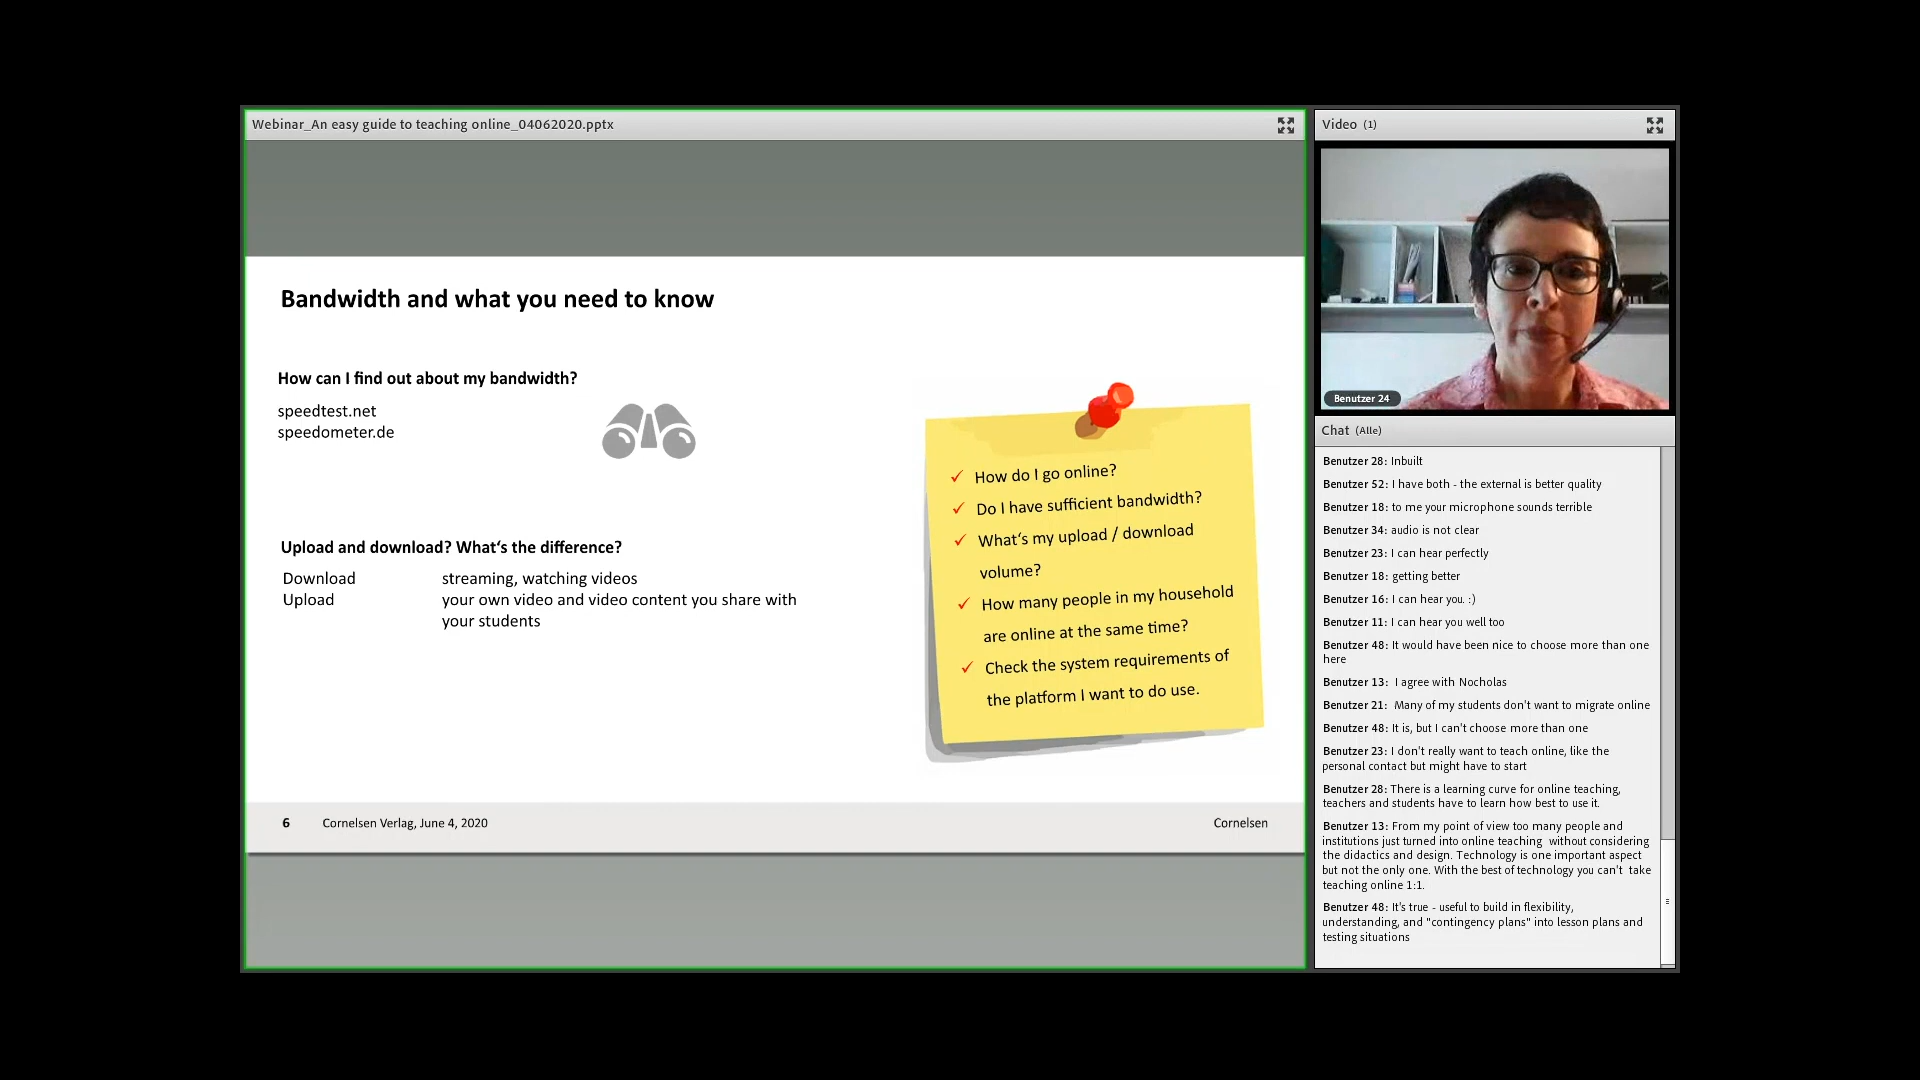 Webinar_An easy guide to teaching online_04062020.pptx
Bandwidth and what you need to know
How can I find out about my bandwidth?
speedtest.net
speedometer.de
Upload and download? What‘s the difference?
Download streaming, watching videos
Upload your own video and video content you share with
your students
✓ How do I go online?
✓ Do I have sufficient bandwidth?
✓ What‘s my upload / download
volume?
✓ How many people in my household
are online at the same time?
✓ Check the system requirements of
the platform I want to do use.
6 Cornelsen Verlag, June 4, 2020 Cornelsen
Video (1)
Benutzer 24
Chat (Alle)
Benutzer 28: Inbuilt
Benutzer 52: I have both - the external is better quality
Benutzer 18: to me your microphone sounds terrible
Benutzer 34: audio is not clear
Benutzer 23: I can hear perfectly
Benutzer 18: getting better
Benutzer 16: I can hear you. :)
Benutzer 11: I can hear you well too
Benutzer 48: It would have been nice to choose more than one
here
Benutzer 13: I agree with Nocholas
Benutzer 21: Many of my students don't want to migrate online
Benutzer 48: It is, but I can't choose more than one
Benutzer 23: I don't really want to teach online, like the
personal contact but might have to start
Benutzer 28: There is a learning curve for online teaching,
teachers and students have to learn how best to use it.
Benutzer 13: From my point of view too many people and
institutions just turned into online teaching without considering
the didactics and design. Technology is one important aspect
but not the only one. With the best of technology you can't take
teaching online 1:1.
Benutzer 48: It's true - useful to build in flexibility,
understanding, and "contingency plans" into lesson plans and
testing situations